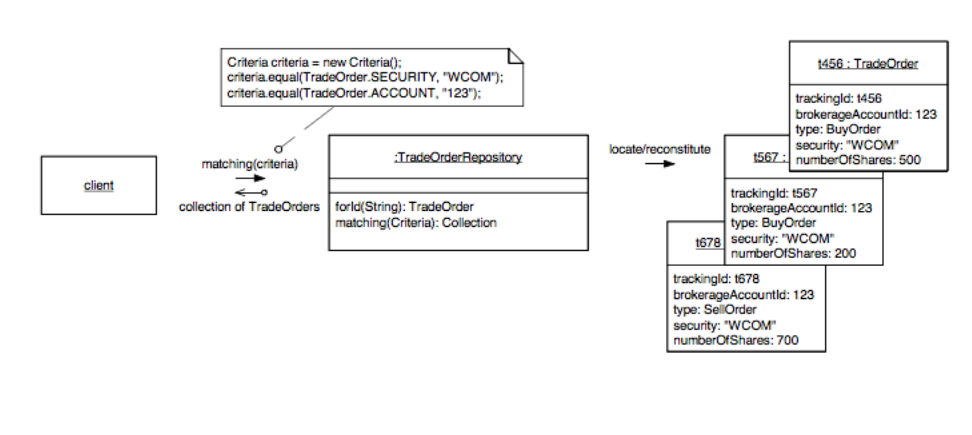 Criteria criteria = new Criteria();
criteria.equal(TradeOrder.SECURITY, "WCOM");
criteria.equal(TradeOrder.ACCOUNT, "123");
client
matching(criteria)
collection of TradeOrders
:TradeOrderRepository
forId(String): TradeOrder
matching(Criteria): Collection
locate/reconstitute
t456 : TradeOrder
trackingId: t456
brokerageAccountId: 123
type: BuyOrder
security: "WCOM"
numberOfShares: 500
t567 :
trackingId: t567
brokerageAccountId: 123
type: BuyOrder
security: "WCOM"
numberOfShares: 200
t678
trackingId: t678
brokerageAccountId: 123
type: SellOrder
security: "WCOM"
numberOfShares: 700